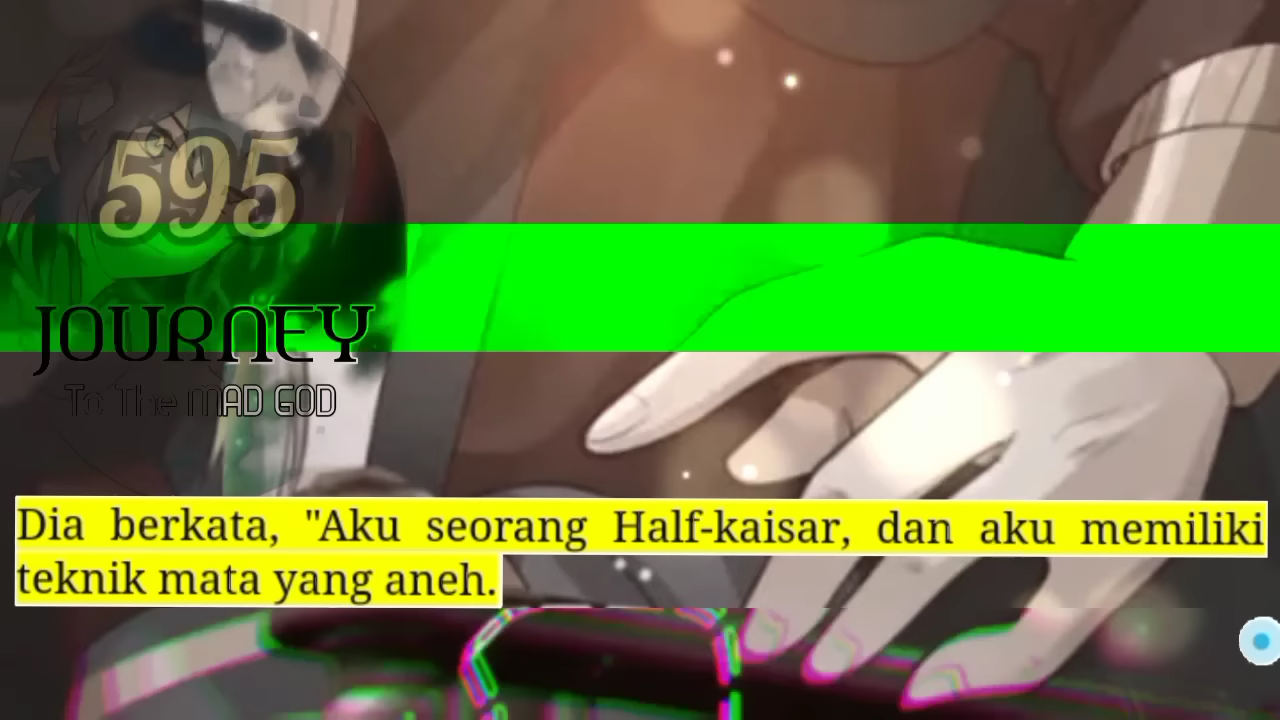 595
JOURNEY
To The MAD GOD
Dia berkata, "Aku seorang Half-kaisar, dan aku memiliki
teknik mata yang aneh.